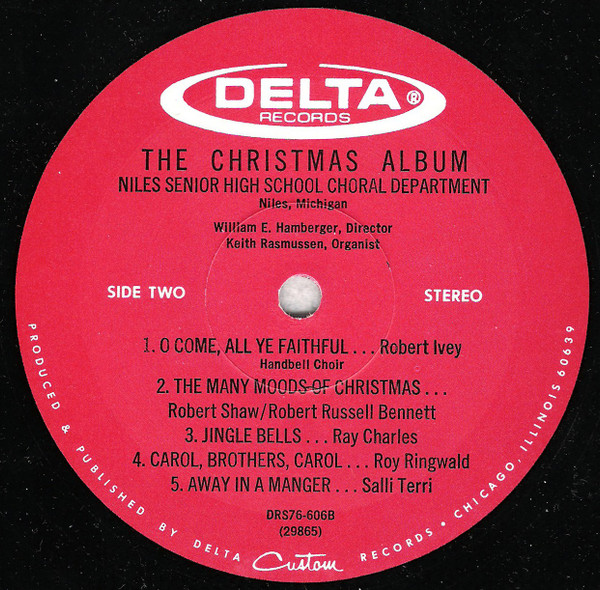 DELTA®
RECORDS
THE CHRISTMAS ALBUM
NILES SENIOR HIGH SCHOOL CHORAL DEPARTMENT
Niles, Michigan
William E. Hamberger, Director
Keith Rasmussen, Organist
SIDE TWO
STEREO
1. O COME, ALL YE FAITHFUL . . . Robert Ivey
Handbell Choir
2. THE MANY MOODS OF CHRISTMAS . . .
Robert Shaw/Robert Russell Bennett
3. JINGLE BELLS . . . Ray Charles
4. CAROL, BROTHERS, CAROL . . . Roy Ringwald
5. AWAY IN A MANGER . . . Salli Terri
DRS76-606B
(29865)
PRODUCED & PUBLISHED BY DELTA Custom RECORDS • CHICAGO, ILLINOIS 60639